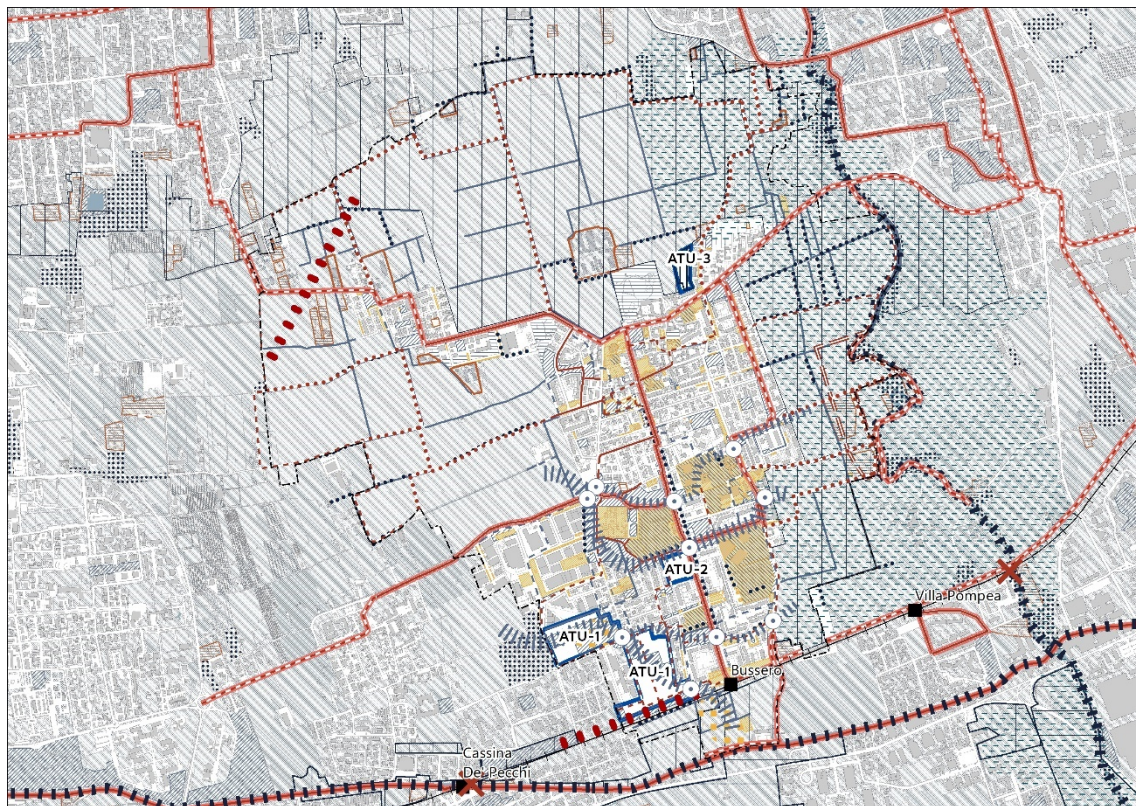 ATU-3
ATU-2
Villa Pompea
ATU-1
ATU-1
Bussero
Cassina
De' Pecchi